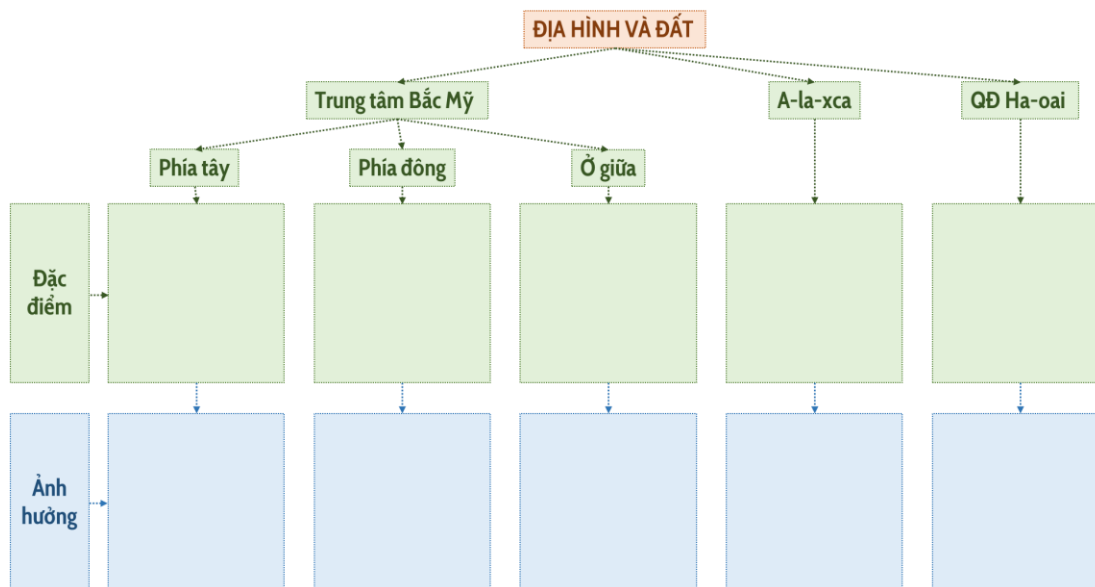 ĐỊA HÌNH VÀ ĐẤT
Trung tâm Bắc Mỹ
A-la-xca
QĐ Ha-oai
Phía tây
Phía đông
Ở giữa
Đặc
điểm
Ảnh
hưởng